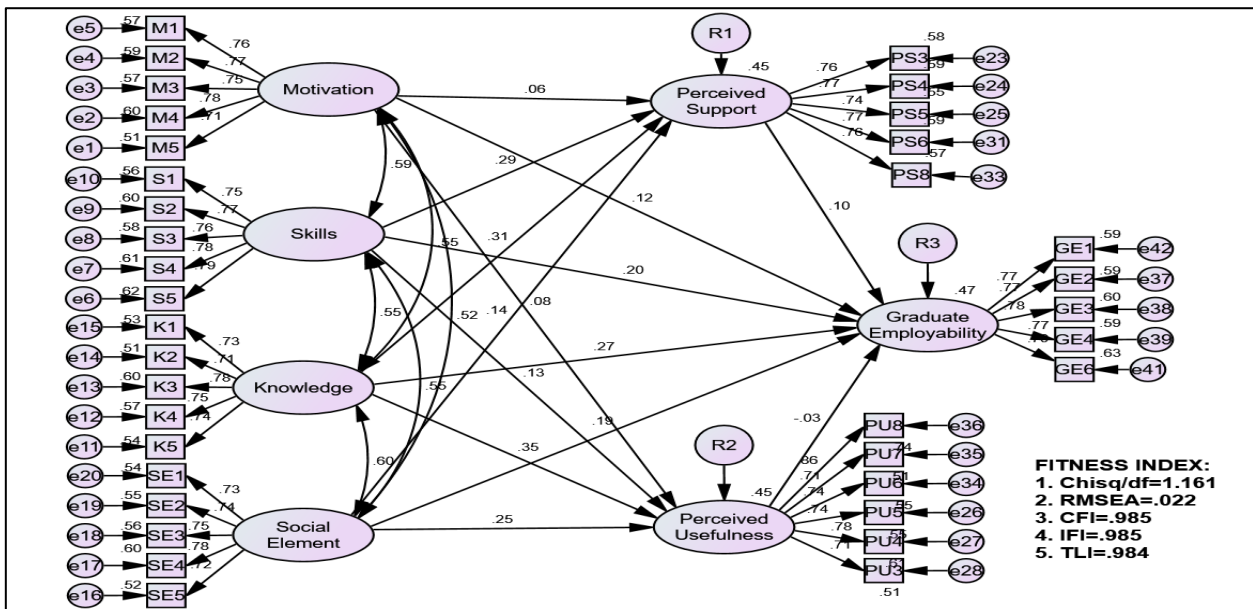 e5 .57 M1
.76
e4 .59 M2
.77
e3 .57 M3
.75
e2 .60 M4
.78
e1 .51 M5
.71
Motivation
e10 .56 S1
.75
e9 .60 S2
.77
e8 .58 S3
.76
e7 .61 S4
.78
e6 .62 S5
.79
Skills
e15 .53 K1
.73
e14 .51 K2
.71
e13 .60 K3
.78
e12 .57 K4
.75
e11 .54 K5
.74
Knowledge
e20 .54 SE1
.73
e19 .55 SE2
.74
e18 .56 SE3
.75
e17 .60 SE4
.78
e16 .52 SE5
.72
Social
Element
.59
.55
.52
.55
.55
.60
.06
.29
.31
.14
.12
.20
.27
.19
.08
.13
.35
.25
.10
-.03
R1
.45
Perceived
Support
.76
.58
PS3 e23
.77
.59
PS4 e24
.74
.55
PS5 e25
.77
.59
PS6 e31
.76
.57
PS8 e33
R3
.47
Graduate
Employability
.77
.59
GE1 e42
.77
.59
GE2 e37
.78
.60
GE3 e38
.77
.59
GE4 e39
.63
GE6 e41
R2
.45
Perceived
Usefulness
PU8 e36
.86
.74
PU7 e35
.71
.51
PU6 e34
.74
.55
PU5 e26
.74
.55
PU4 e27
.78
.61
PU3 e28
.71
.51
FITNESS INDEX:
1. Chisq/df=1.161
2. RMSEA=.022
3. CFI=.985
4. IFI=.985
5. TLI=.984